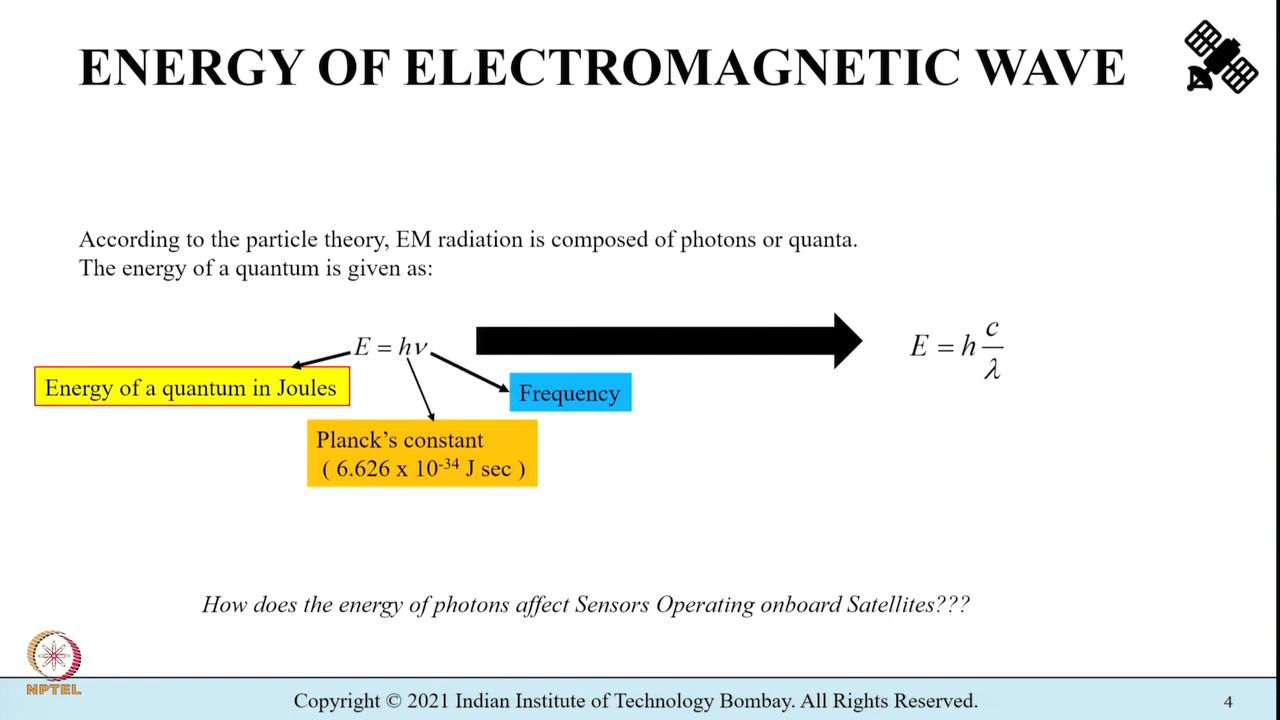 ENERGY OF ELECTROMAGNETIC WAVE
According to the particle theory, EM radiation is composed of photons or quanta.
The energy of a quantum is given as:
E = hν
E = h c/λ
Energy of a quantum in Joules
Frequency
Planck's constant
( 6.626 x 10⁻³⁴ J sec )
How does the energy of photons affect Sensors Operating onboard Satellites???
NPTEL
Copyright © 2021 Indian Institute of Technology Bombay. All Rights Reserved.
4